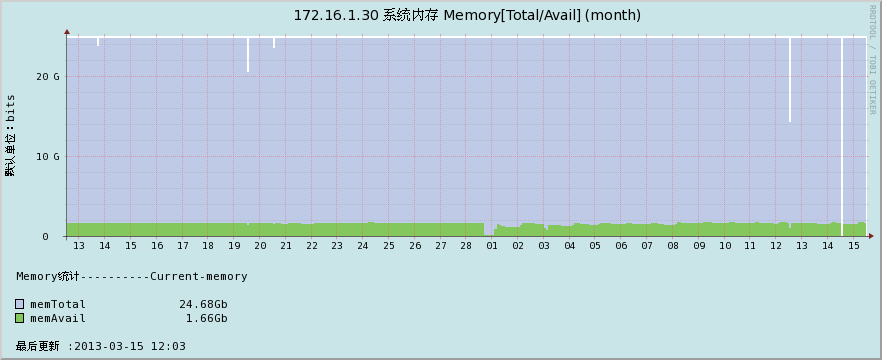 172.16.1.30 系统内存 Memory[Total/Avail] (month)
RRDTOOL / TOBI OETIKER
默认单位：bits
20 G
10 G
0
13 14 15 16 17 18 19 20 21 22 23 24 25 26 27 28 01 02 03 04 05 06 07 08 09 10 11 12 13 14 15
Memory统计----------Current-memory
memTotal 24.68Gb
memAvail 1.66Gb
最后更新 :2013-03-15 12:03